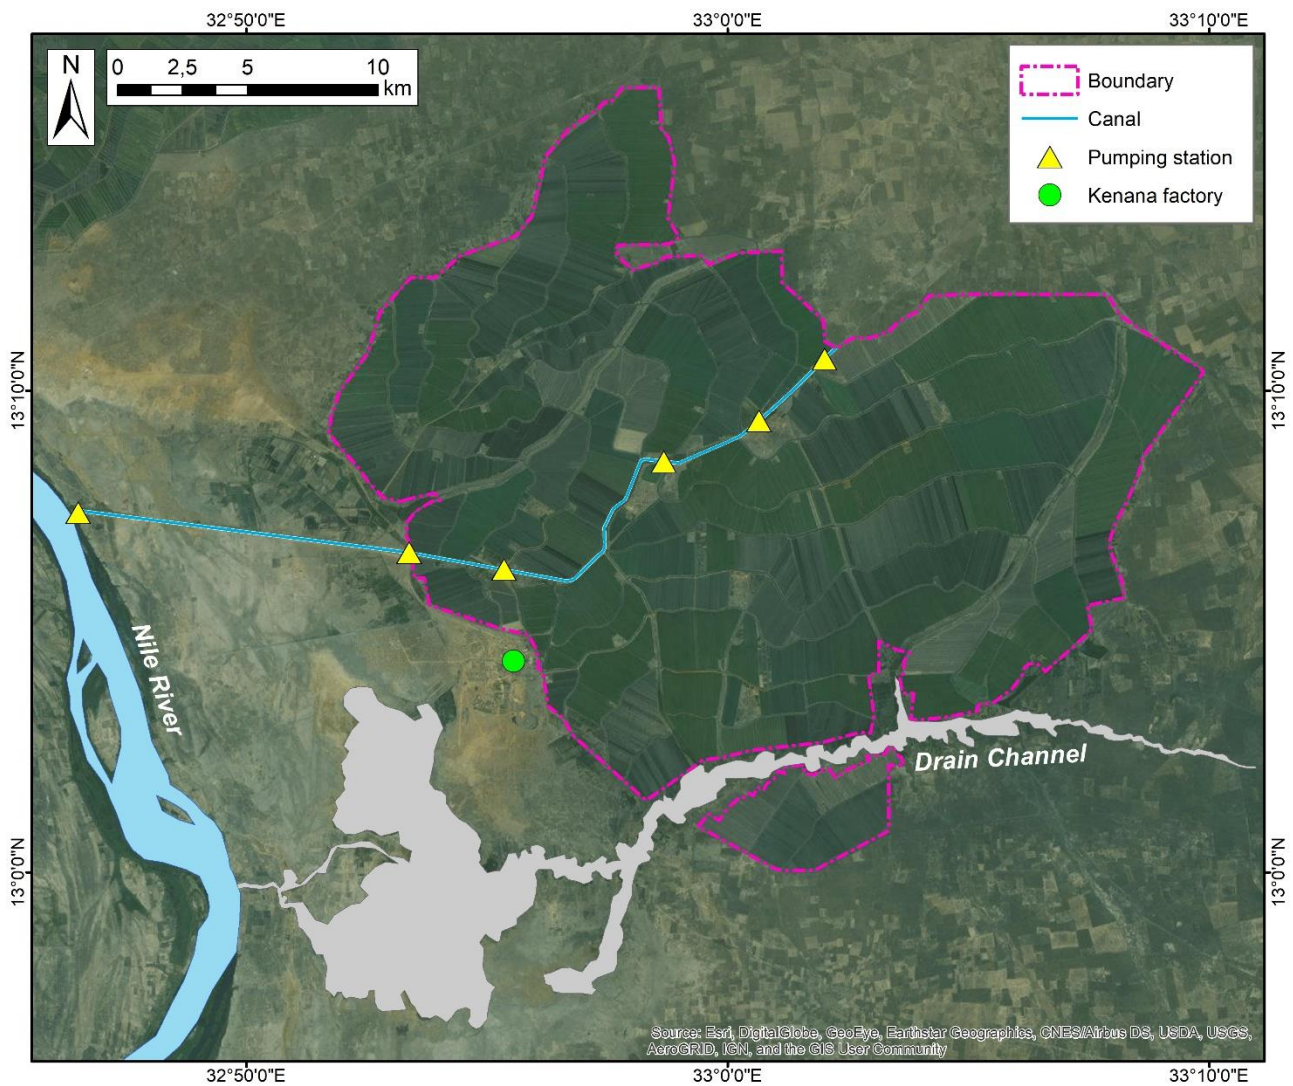 32°50'0"E
33°0'0"E
33°10'0"E
N
0 2,5 5 10
km
Boundary
Canal
Pumping station
Kenana factory
13°10'0"N
13°10'0"N
Nile River
Drain Channel
13°0'0"N
13°0'0"N
Source: Esri, DigitalGlobe, GeoEye, Earthstar Geographics, CNES/Airbus DS, USDA, USGS,
AeroGRID, IGN, and the GIS User Community
32°50'0"E
33°0'0"E
33°10'0"E